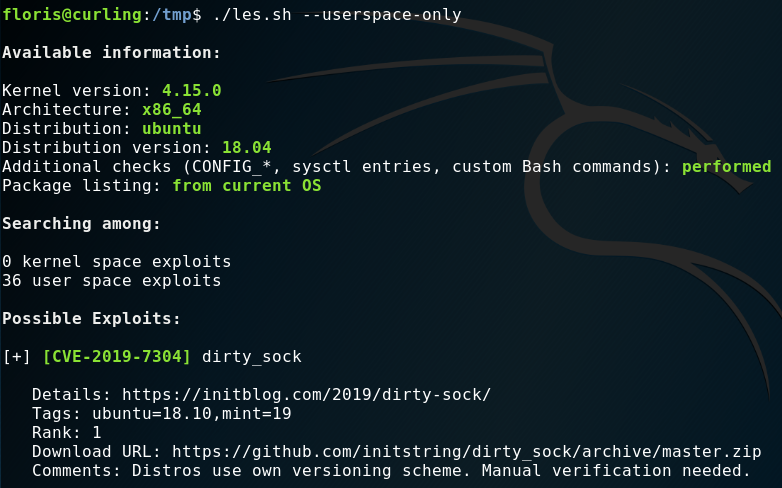 floris@curling:/tmp$ ./les.sh --userspace-only
Available information:
Kernel version: 4.15.0
Architecture: x86_64
Distribution: ubuntu
Distribution version: 18.04
Additional checks (CONFIG_*, sysctl entries, custom Bash commands): performed
Package listing: from current OS
Searching among:
0 kernel space exploits
36 user space exploits
Possible Exploits:
[+] [CVE-2019-7304] dirty_sock
Details: https://initblog.com/2019/dirty-sock/
Tags: ubuntu=18.10,mint=19
Rank: 1
Download URL: https://github.com/initstring/dirty_sock/archive/master.zip
Comments: Distros use own versioning scheme. Manual verification needed.